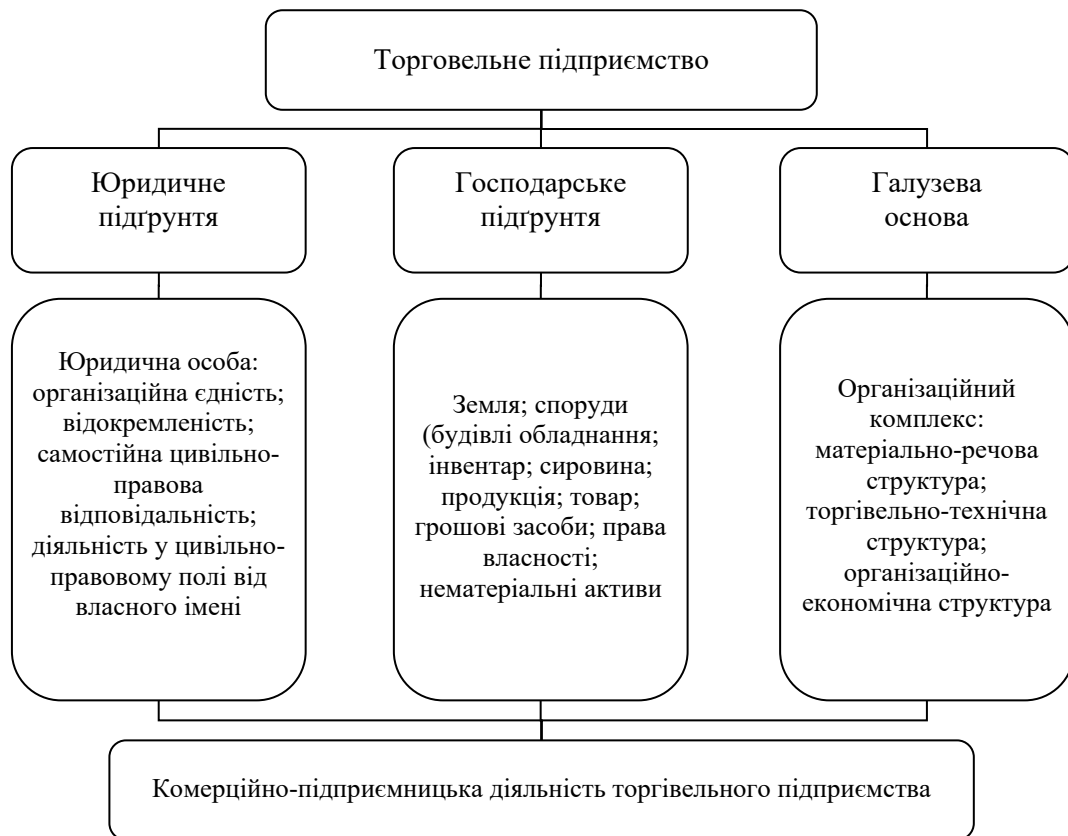 Торговельне підприємство
Юридичне
підґрунтя
Господарське
підґрунтя
Галузева
основа
Юридична особа:
організаційна єдність;
відокремленість;
самостійна цивільно-
правова
відповідальність;
діяльність у цивільно-
правовому полі від
власного імені
Земля; споруди
(будівлі обладнання;
інвентар; сировина;
продукція; товар;
грошові засоби; права
власності;
нематеріальні активи
Організаційний
комплекс:
матеріально-речова
структура;
торгівельно-технічна
структура;
організаційно-
економічна структура
Комерційно-підприємницька діяльність торгівельного підприємства